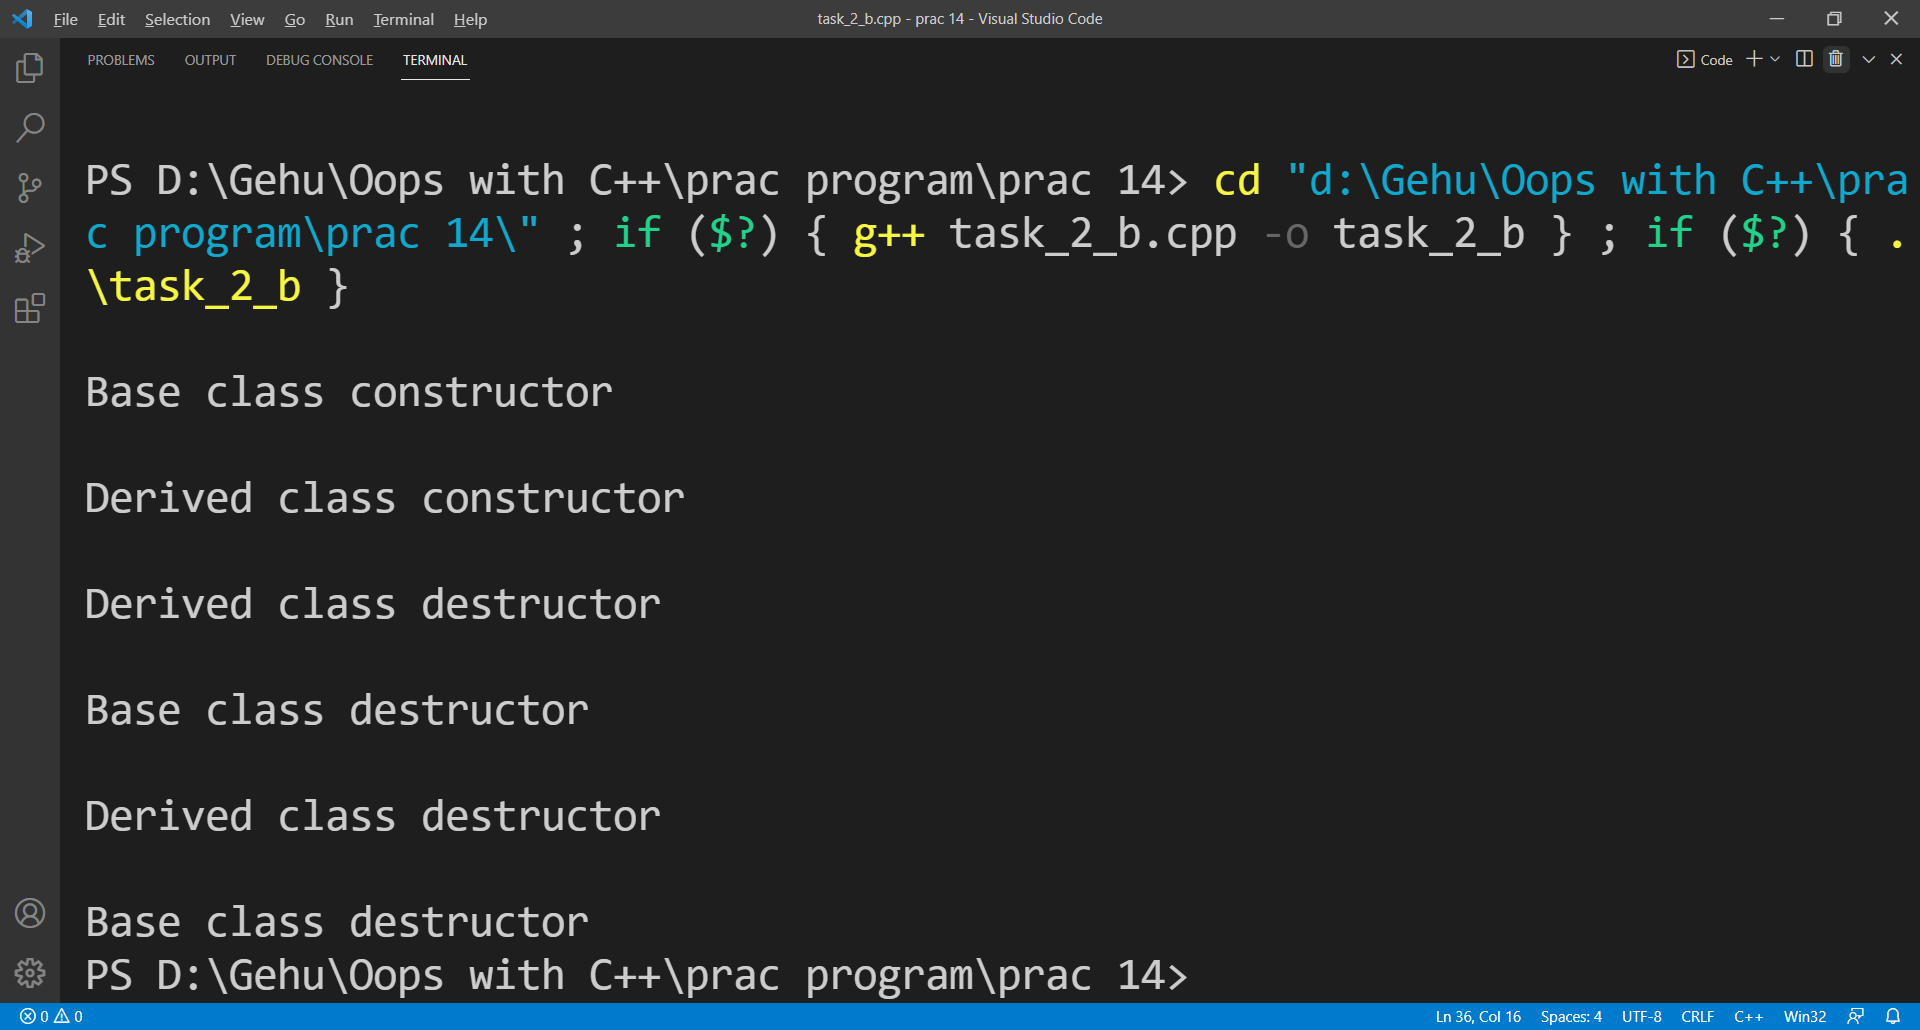 File Edit Selection View Go Run Terminal Help task_2_b.cpp - prac 14 - Visual Studio Code
PROBLEMS OUTPUT DEBUG CONSOLE TERMINAL Code
PS D:\Gehu\Oops with C++\prac program\prac 14> cd "d:\Gehu\Oops with C++\pra
c program\prac 14\" ; if ($?) { g++ task_2_b.cpp -o task_2_b } ; if ($?) { .
\task_2_b }
Base class constructor
Derived class constructor
Derived class destructor
Base class destructor
Derived class destructor
Base class destructor
PS D:\Gehu\Oops with C++\prac program\prac 14>
0 0 Ln 36, Col 16 Spaces: 4 UTF-8 CRLF C++ Win32